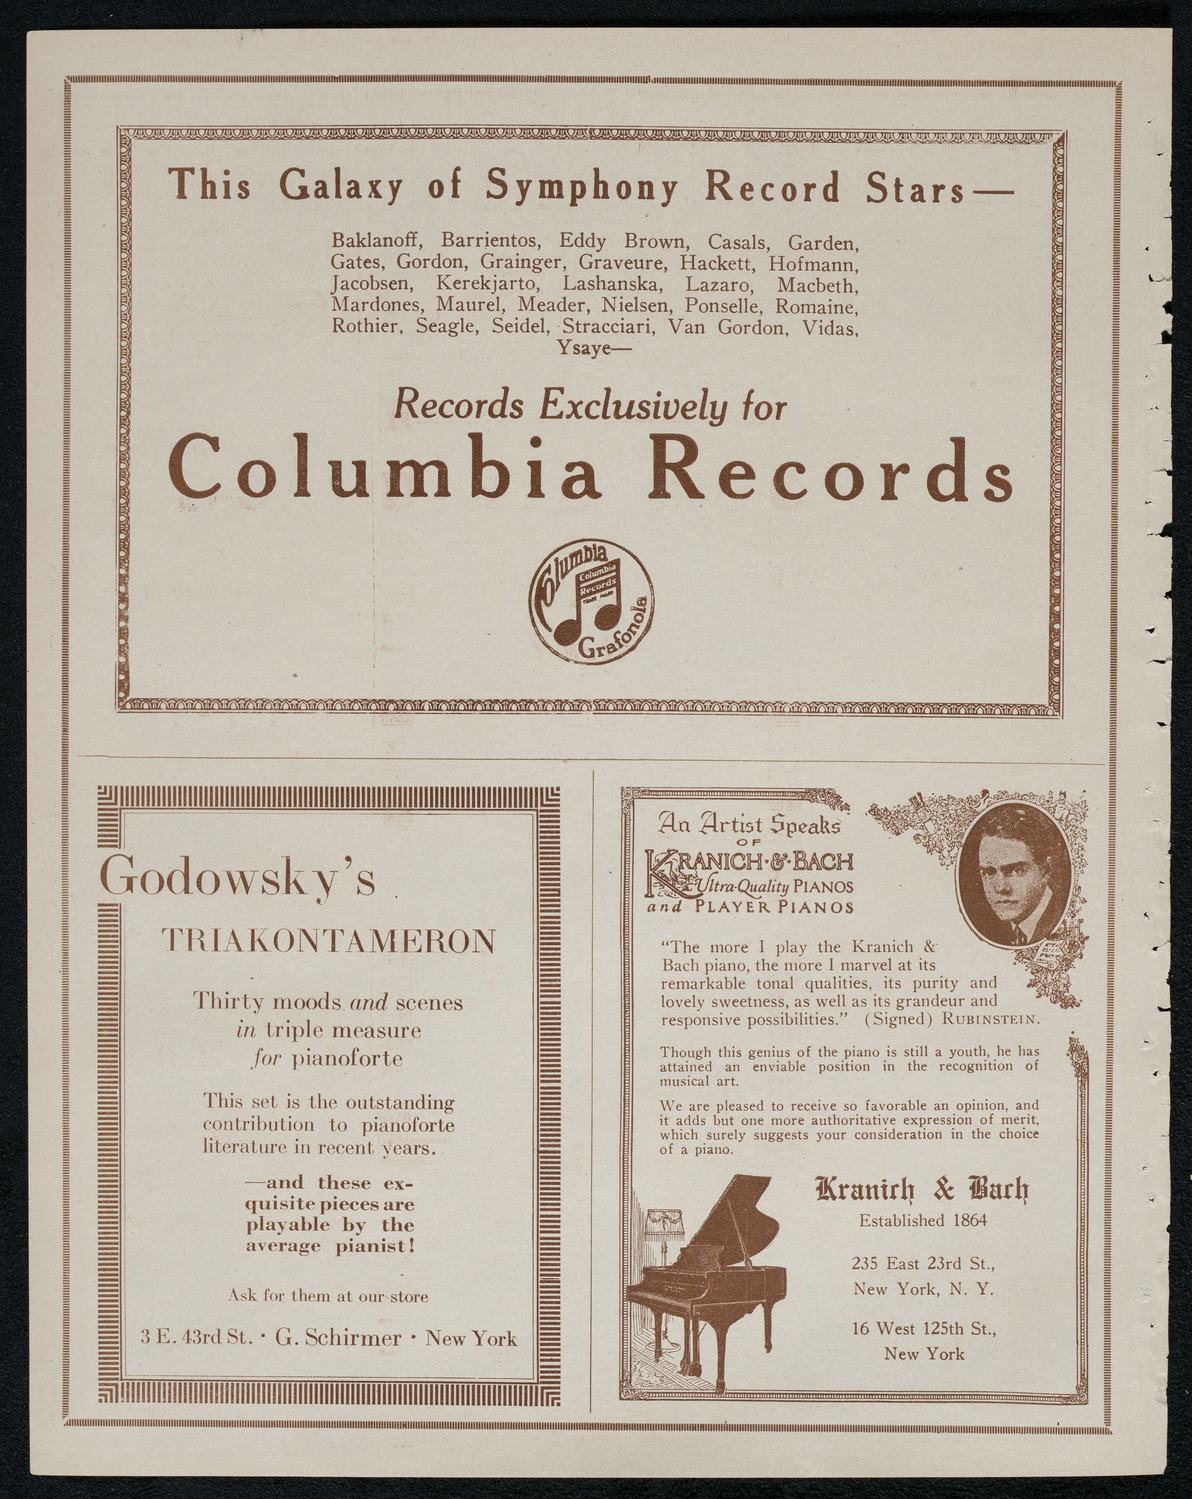 This Galaxy of Symphony Record Stars—
Baklanoff, Barrientos, Eddy Brown, Casals, Garden,
Gates, Gordon, Grainger, Graveure, Hackett, Hofmann,
Jacobsen, Kerekjarto, Lashanska, Lazaro, Macbeth,
Mardones, Maurel, Meader, Nielsen, Ponselle, Romaine,
Rothier, Seagle, Seidel, Stracciari, Van Gordon, Vidas,
Ysaye—
Records Exclusively for
Columbia Records
Columbia
Columbia
Records
TRADE MARK
Grafonola
Godowsky's
TRIAKONTAMERON
Thirty moods and scenes
in triple measure
for pianoforte
This set is the outstanding
contribution to pianoforte
literature in recent years.
—and these ex-
quisite pieces are
playable by the
average pianist!
Ask for them at our store
3 E. 43rd St. · G. Schirmer · New York
An Artist Speaks
OF
KRANICH·&·BACH
Ultra-Quality PIANOS
and PLAYER PIANOS
"The more I play the Kranich &
Bach piano, the more I marvel at its
remarkable tonal qualities, its purity and
lovely sweetness, as well as its grandeur and
responsive possibilities." (Signed) RUBINSTEIN.
Though this genius of the piano is still a youth, he has
attained an enviable position in the recognition of
musical art.
We are pleased to receive so favorable an opinion, and
it adds but one more authoritative expression of merit,
which surely suggests your consideration in the choice
of a piano.
Kranich & Bach
Established 1864
235 East 23rd St.,
New York, N. Y.
16 West 125th St.,
New York